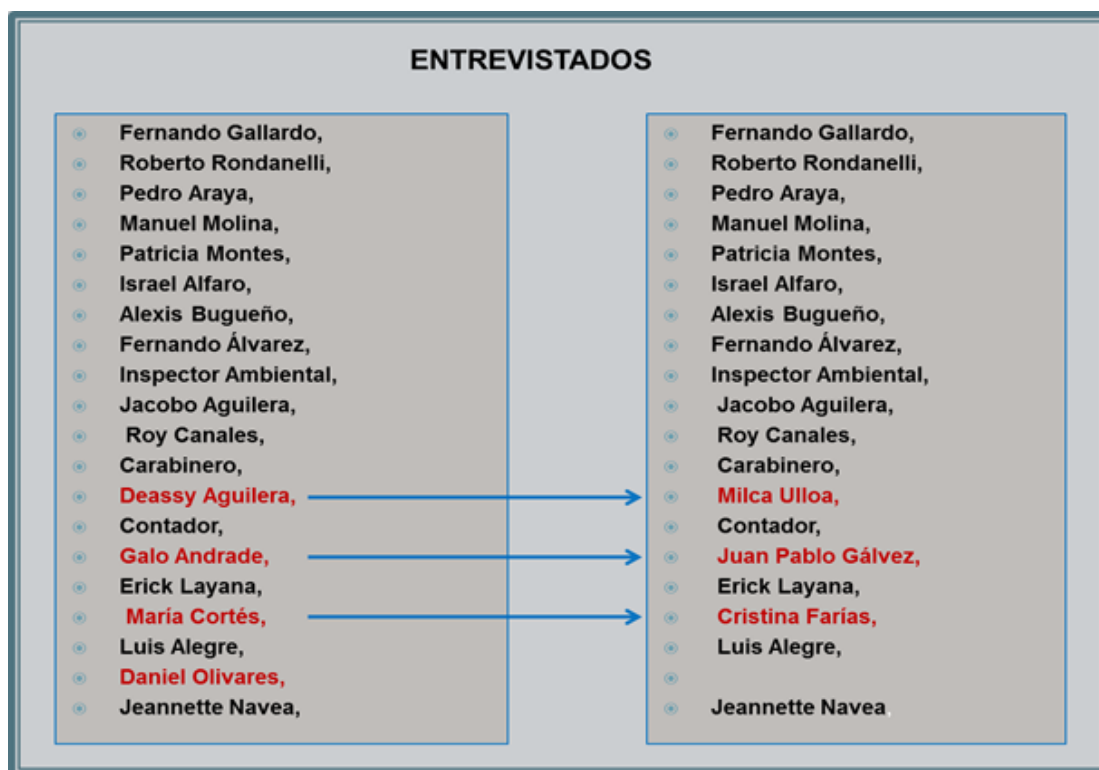 ENTREVISTADOS
Fernando Gallardo,
Roberto Rondanelli,
Pedro Araya,
Manuel Molina,
Patricia Montes,
Israel Alfaro,
Alexis Bugueño,
Fernando Álvarez,
Inspector Ambiental,
Jacobo Aguilera,
Roy Canales,
Carabinero,
Deassy Aguilera,
Contador,
Galo Andrade,
Erick Layana,
María Cortés,
Luis Alegre,
Daniel Olivares,
Jeannette Navea,
Fernando Gallardo,
Roberto Rondanelli,
Pedro Araya,
Manuel Molina,
Patricia Montes,
Israel Alfaro,
Alexis Bugueño,
Fernando Álvarez,
Inspector Ambiental,
Jacobo Aguilera,
Roy Canales,
Carabinero,
Milca Ulloa,
Contador,
Juan Pablo Gálvez,
Erick Layana,
Cristina Farías,
Luis Alegre,
Jeannette Navea,